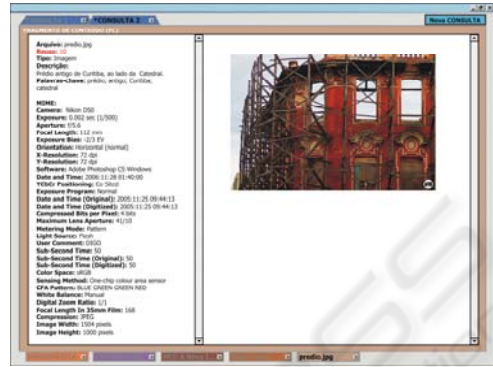 *CONSULTA 2
Nova CONSULTA
FRAGMENTO DE CONTEÚDO (FC)
Arquivo: predio.jpg
Reuso: 10
Tipo: Imagem
Descrição:
Prédio antigo de Curitiba, ao lado da Catedral.
Palavras-chave: prédio, antigo, Curitiba,
catedral
MIME:
Camera: Nikon D50
Exposure: 0.002 sec (1/500)
Aperture: f/5.6
Focal Length: 112 mm
Exposure Bias: -2/3 EV
Orientation: Horizontal (normal)
X-Resolution: 72 dpi
Y-Resolution: 72 dpi
Software: Adobe Photoshop CS Windows
Date and Time: 2006:11:28 01:40:00
YCbCr Positioning: Co-Sited
Exposure Program: Normal
Date and Time (Original): 2005:11:25 09:44:13
Date and Time (Digitized): 2005:11:25 09:44:13
Compressed Bits per Pixel: 4 bits
Maximum Lens Aperture: 41/10
Metering Mode: Pattern
Light Source: Flash
User Comment: DIGO
Sub-Second Time: 50
Sub-Second Time (Original): 50
Sub-Second Time (Digitized): 50
Color Space: sRGB
Sensing Method: One-chip colour area sensor
CFA Pattern: BLUE GREEN GREEN RED
White Balance: Manual
Digital Zoom Ratio: 1/1
Focal Length In 35mm Film: 168
Compression: JPEG
Image Width: 1504 pixels
Image Height: 1000 pixels
predio.jpg